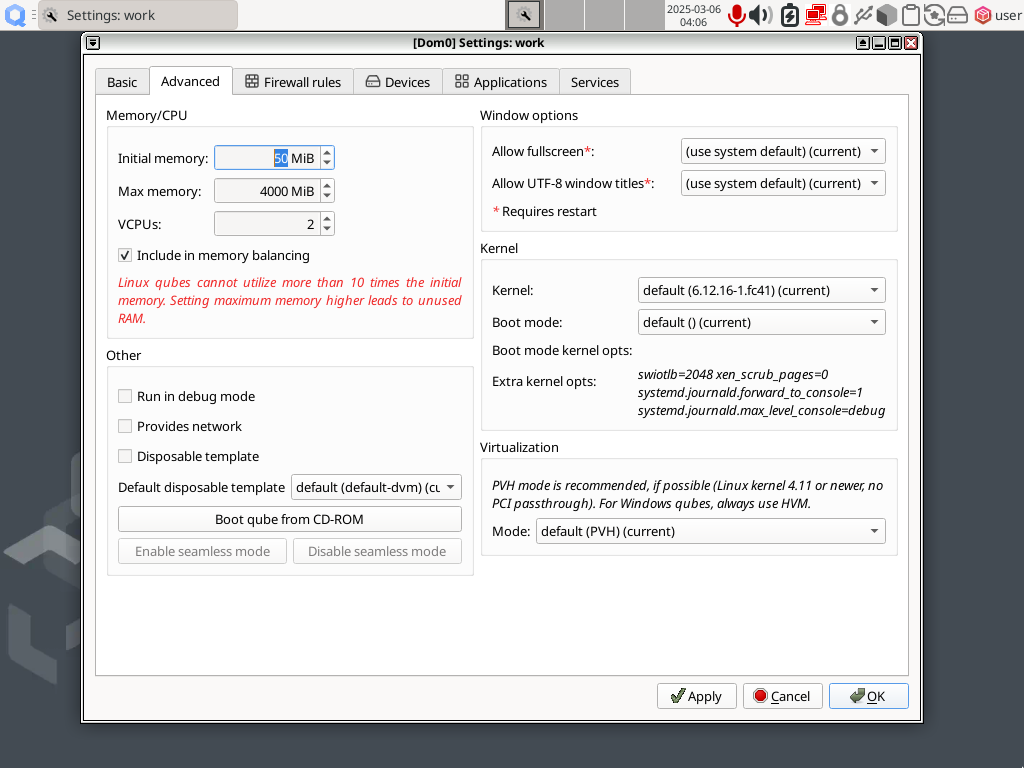 Settings: work
2025-03-06
04:06
user
[Dom0] Settings: work
Basic
Advanced
Firewall rules
Devices
Applications
Services
Memory/CPU
Initial memory:
50 MiB
Max memory:
4000 MiB
VCPUs:
2
Include in memory balancing
Linux qubes cannot utilize more than 10 times the initial
memory. Setting maximum memory higher leads to unused
RAM.
Other
Run in debug mode
Provides network
Disposable template
Default disposable template
default (default-dvm) (cu
Boot qube from CD-ROM
Enable seamless mode
Disable seamless mode
Window options
Allow fullscreen*:
(use system default) (current)
Allow UTF-8 window titles*:
(use system default) (current)
* Requires restart
Kernel
Kernel:
default (6.12.16-1.fc41) (current)
Boot mode:
default () (current)
Boot mode kernel opts:
Extra kernel opts:
swiotlb=2048 xen_scrub_pages=0
systemd.journald.forward_to_console=1
systemd.journald.max_level_console=debug
Virtualization
PVH mode is recommended, if possible (Linux kernel 4.11 or newer, no
PCI passthrough). For Windows qubes, always use HVM.
Mode:
default (PVH) (current)
Apply
Cancel
OK